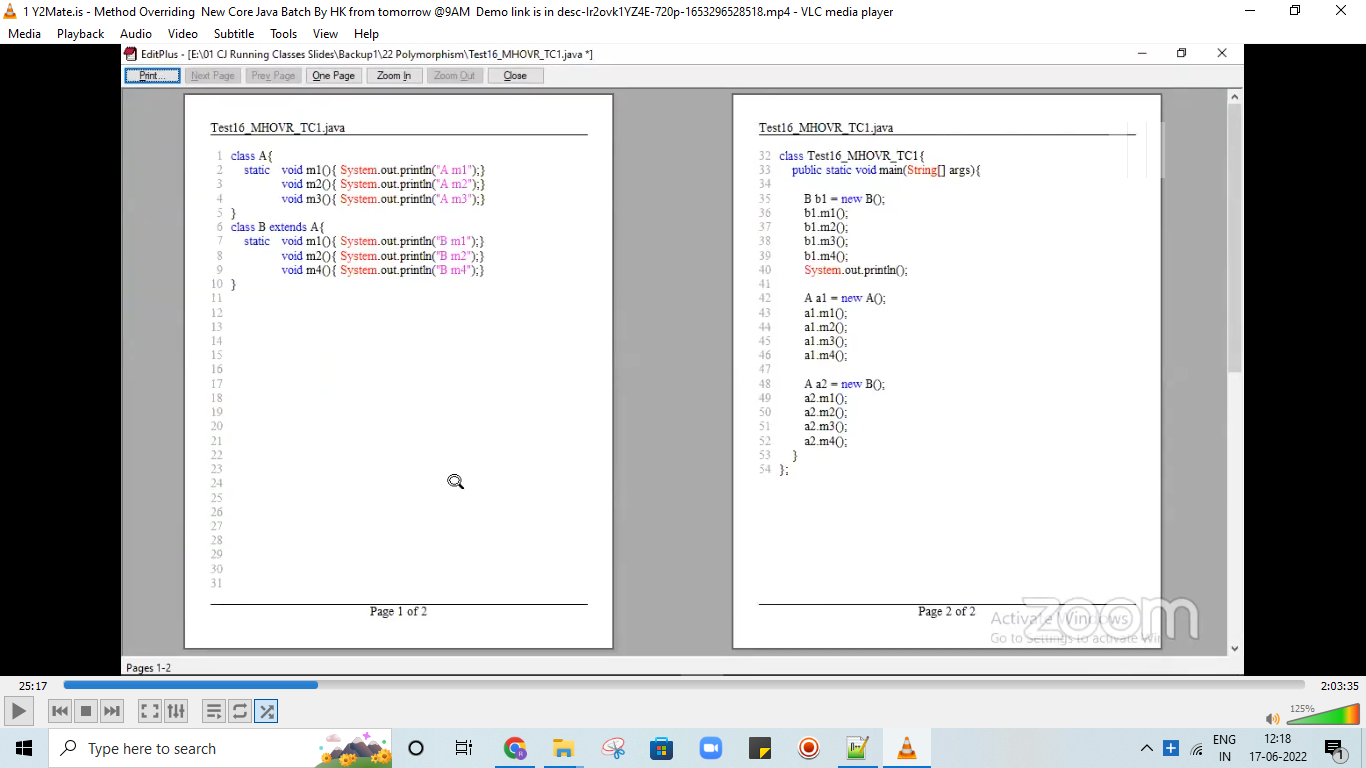 1 Y2Mate.is - Method Overriding  New Core Java Batch By HK from tomorrow @9AM  Demo link is in desc-lr2ovk1YZ4E-720p-1653296528518.mp4 - VLC media player
Media Playback Audio Video Subtitle Tools View Help
EditPlus - [E:\01 CJ Running Classes Slides\Backup1\22 Polymorphism\Test16_MHOVR_TC1.java *]
Print... Next Page Prev Page One Page Zoom In Zoom Out Close
Test16_MHOVR_TC1.java
1 class A{
2 static void m1(){ System.out.println("A m1");}
3 void m2(){ System.out.println("A m2");}
4 void m3(){ System.out.println("A m3");}
5 }
6 class B extends A{
7 static void m1(){ System.out.println("B m1");}
8 void m2(){ System.out.println("B m2");}
9 void m4(){ System.out.println("B m4");}
10 }
11
12
13
14
15
16
17
18
19
20
21
22
23
24
25
26
27
28
29
30
31
Page 1 of 2
Test16_MHOVR_TC1.java
32 class Test16_MHOVR_TC1{
33 public static void main(String[] args){
34
35 B b1 = new B();
36 b1.m1();
37 b1.m2();
38 b1.m3();
39 b1.m4();
40 System.out.println();
41
42 A a1 = new A();
43 a1.m1();
44 a1.m2();
45 a1.m3();
46 a1.m4();
47
48 A a2 = new B();
49 a2.m1();
50 a2.m2();
51 a2.m3();
52 a2.m4();
53 }
54 };
Page 2 of 2
zoom
Activate Windows
Go to Settings to activate Win
Pages 1-2
25:17 2:03:35
125%
Type here to search
ENG
IN
12:18
17-06-2022
1